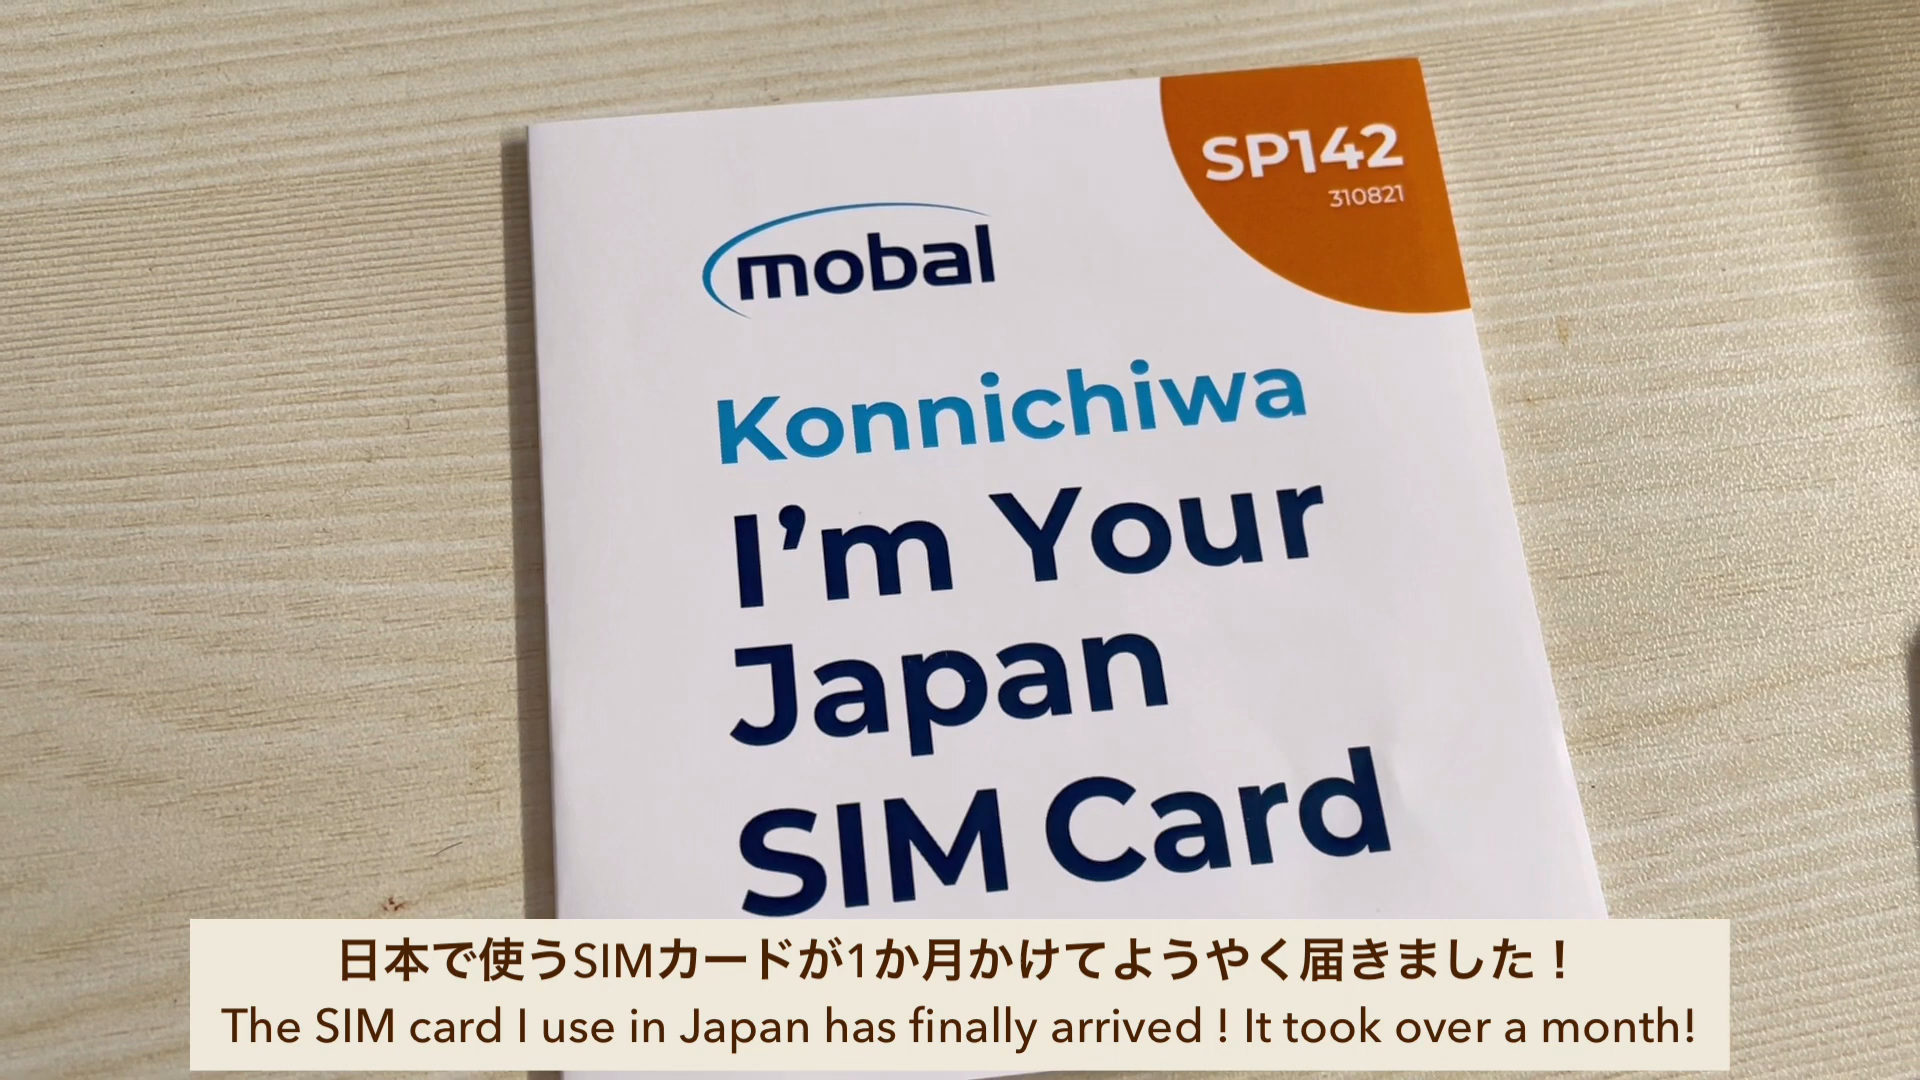 SP142
310821
mobal
Konnichiwa
I'm Your
Japan
SIM Card
日本で使うSIMカードが1か月かけてようやく届きました！
The SIM card I use in Japan has finally arrived ! It took over a month!